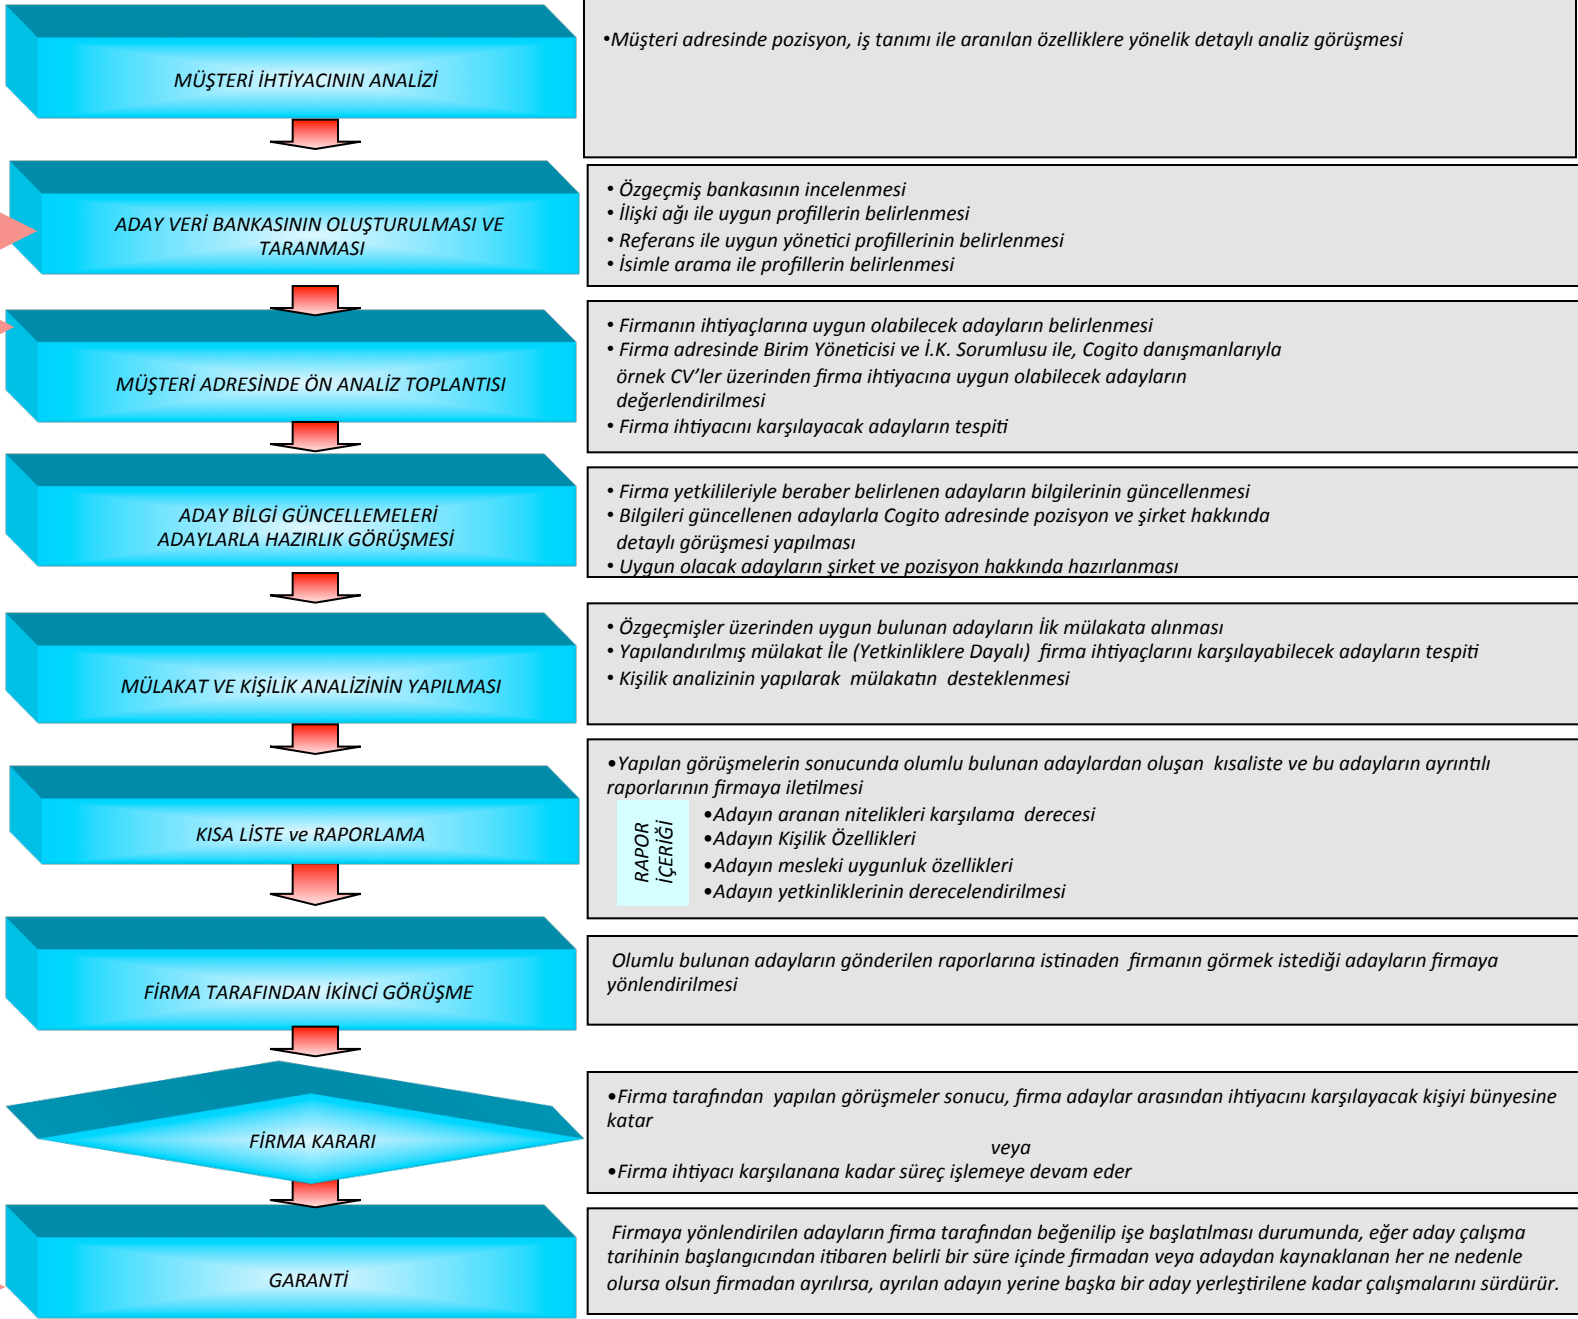 MÜŞTERİ İHTİYACININ ANALİZİ
•Müşteri adresinde pozisyon, iş tanımı ile aranılan özelliklere yönelik detaylı analiz görüşmesi
ADAY VERİ BANKASININ OLUŞTURULMASI VE
TARANMASI
• Özgeçmiş bankasının incelenmesi
• İlişki ağı ile uygun profillerin belirlenmesi
• Referans ile uygun yönetici profillerinin belirlenmesi
• İsimle arama ile profillerin belirlenmesi
MÜŞTERİ ADRESİNDE ÖN ANALİZ TOPLANTISI
• Firmanın ihtiyaçlarına uygun olabilecek adayların belirlenmesi
• Firma adresinde Birim Yöneticisi ve İ.K. Sorumlusu ile, Cogito danışmanlarıyla
örnek CV'ler üzerinden firma ihtiyacına uygun olabilecek adayların
değerlendirilmesi
• Firma ihtiyacını karşılayacak adayların tespiti
ADAY BİLGİ GÜNCELLEMELERİ
ADAYLARLA HAZIRLIK GÖRÜŞMESİ
• Firma yetkilileriyle beraber belirlenen adayların bilgilerinin güncellenmesi
• Bilgileri güncellenen adaylarla Cogito adresinde pozisyon ve şirket hakkında
detaylı görüşmesi yapılması
• Uygun olacak adayların şirket ve pozisyon hakkında hazırlanması
MÜLAKAT VE KİŞİLİK ANALİZİNİN YAPILMASI
• Özgeçmişler üzerinden uygun bulunan adayların İlk mülakata alınması
• Yapılandırılmış mülakat İle (Yetkinliklere Dayalı) firma ihtiyaçlarını karşılayabilecek adayların tespiti
• Kişilik analizinin yapılarak mülakatın desteklenmesi
KISA LİSTE ve RAPORLAMA
•Yapılan görüşmelerin sonucunda olumlu bulunan adaylardan oluşan kısaliste ve bu adayların ayrıntılı
raporlarının firmaya iletilmesi
RAPOR
İÇERİĞİ
•Adayın aranan nitelikleri karşılama derecesi
•Adayın Kişilik Özellikleri
•Adayın mesleki uygunluk özellikleri
•Adayın yetkinliklerinin derecelendirilmesi
FİRMA TARAFINDAN İKİNCİ GÖRÜŞME
Olumlu bulunan adayların gönderilen raporlarına istinaden firmanın görmek istediği adayların firmaya
yönlendirilmesi
FİRMA KARARI
•Firma tarafından yapılan görüşmeler sonucu, firma adaylar arasından ihtiyacını karşılayacak kişiyi bünyesine
katar
veya
•Firma ihtiyacı karşılanana kadar süreç işlemeye devam eder
GARANTİ
Firmaya yönlendirilen adayların firma tarafından beğenilip işe başlatılması durumunda, eğer aday çalışma
tarihinin başlangıcından itibaren belirli bir süre içinde firmadan veya adaydan kaynaklanan her ne nedenle
olursa olsun firmadan ayrılırsa, ayrılan adayın yerine başka bir aday yerleştirilene kadar çalışmalarını sürdürür.